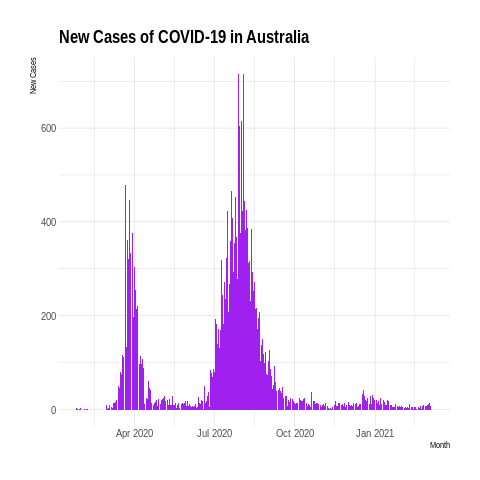 New Cases of COVID-19 in Australia
New Cases
600
400
200
0
Apr 2020 Jul 2020 Oct 2020 Jan 2021
Month